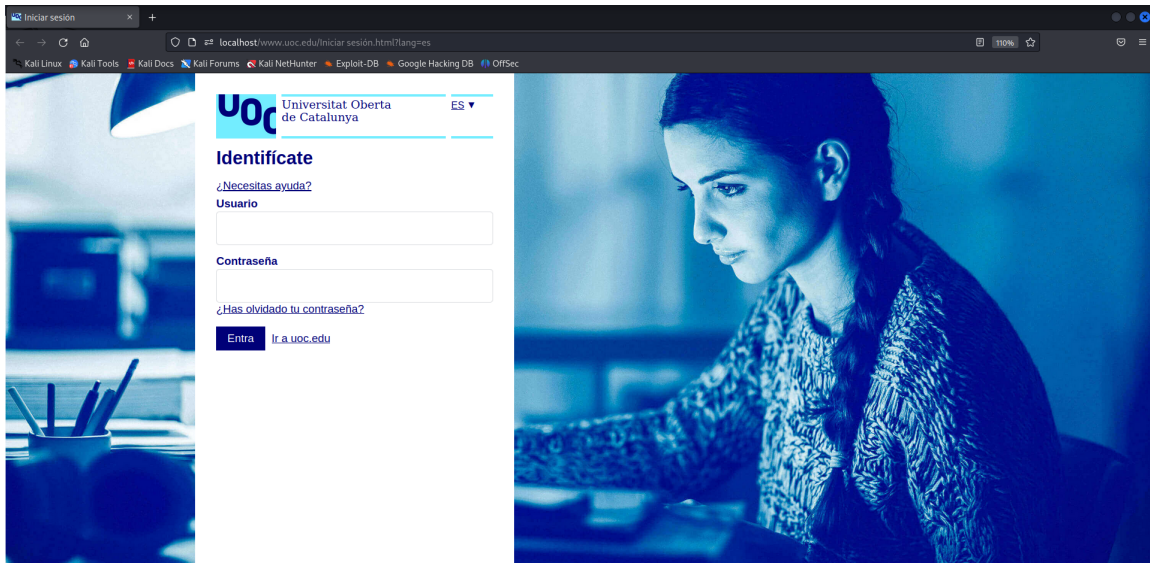 Iniciar sesión
localhost/www.uoc.edu/Iniciar sesión.html?lang=es
110%
Kali Linux Kali Tools Kali Docs Kali Forums Kali NetHunter Exploit-DB Google Hacking DB OffSec
UOC Universitat Oberta
de Catalunya
ES ▼
Identifícate
¿Necesitas ayuda?
Usuario
Contraseña
¿Has olvidado tu contraseña?
Entra Ir a uoc.edu